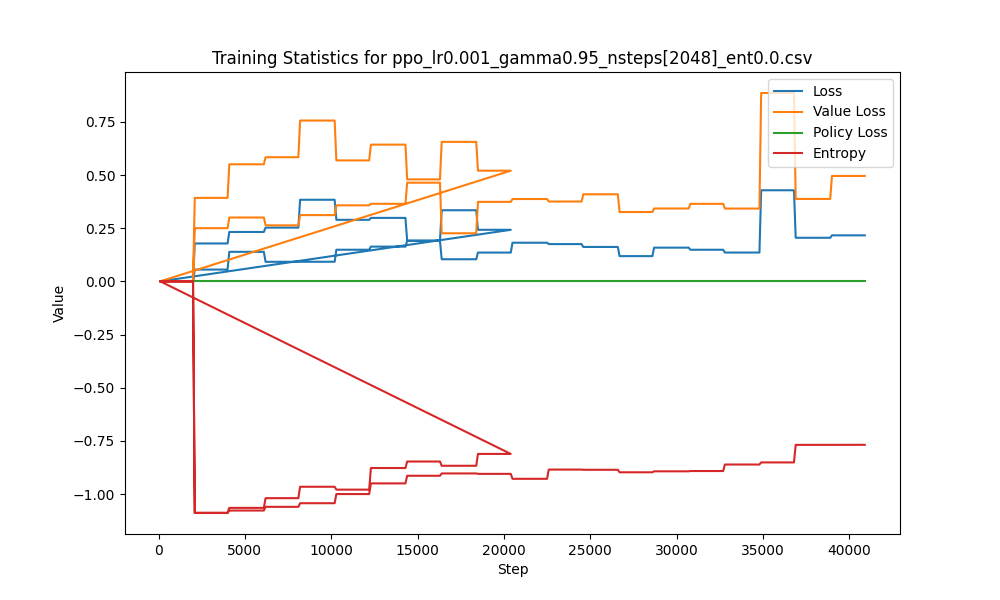 Training Statistics for ppo_lr0.001_gamma0.95_nsteps[2048]_ent0.0.csv
Loss
Value Loss
Policy Loss
Entropy
0.75
0.50
0.25
0.00
−0.25
−0.50
−0.75
−1.00
Value
0 5000 10000 15000 20000 25000 30000 35000 40000
Step